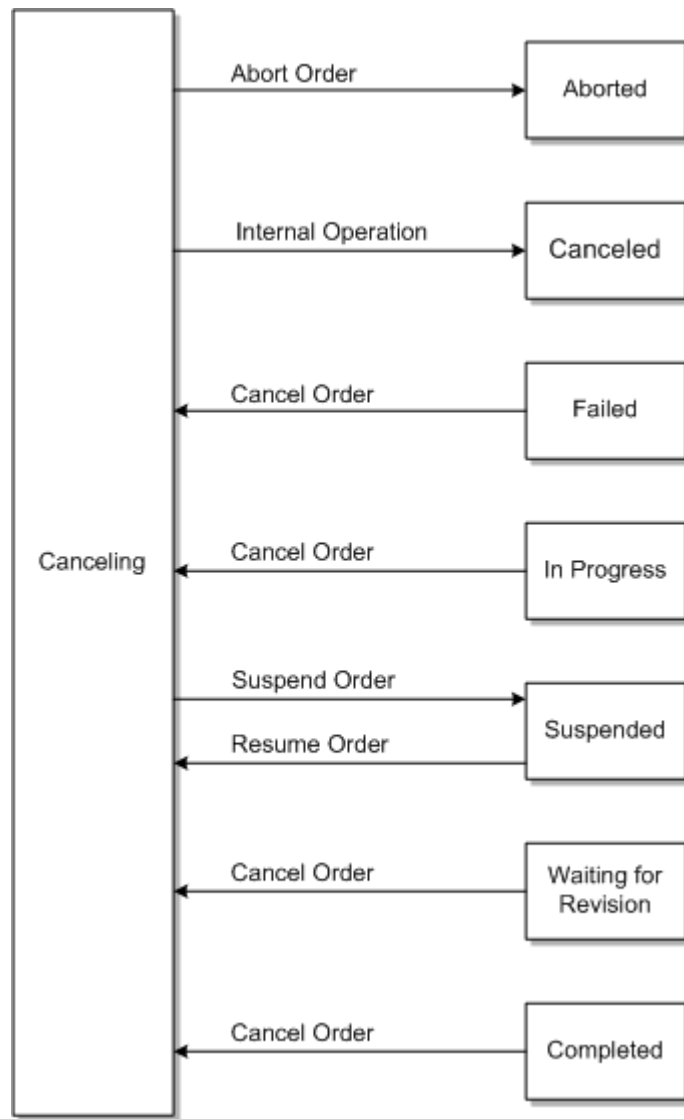 Abort Order
Aborted
Internal Operation
Canceled
Cancel Order
Failed
Canceling
Cancel Order
In Progress
Suspend Order
Suspended
Resume Order
Cancel Order
Waiting for
Revision
Cancel Order
Completed